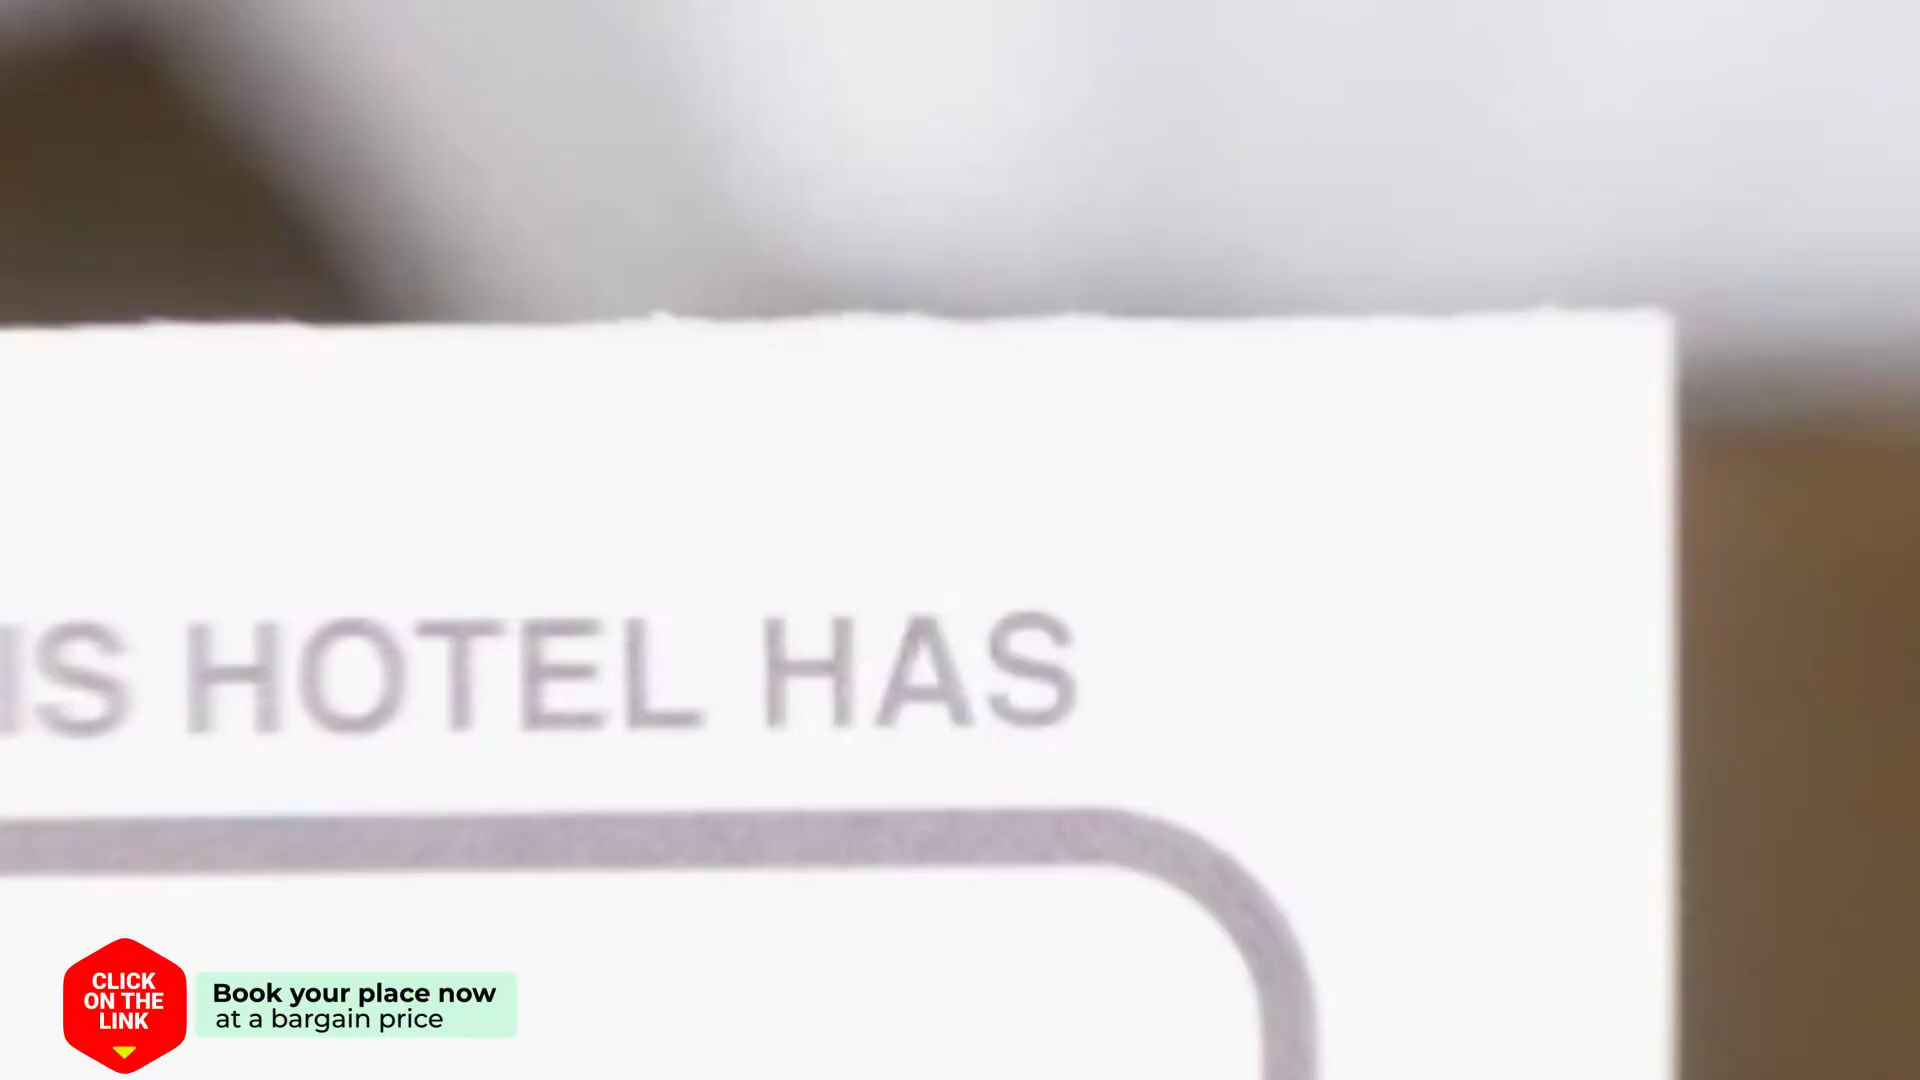 IS HOTEL HAS
CLICK
ON THE
LINK
Book your place now
at a bargain price